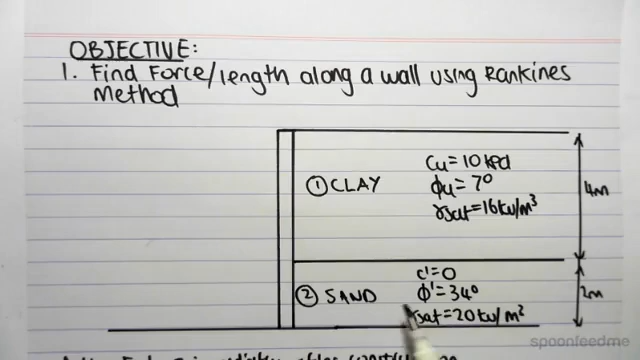 OBJECTIVE:
1. Find Force/length along a wall using Rankines
Method
① CLAY
Cu = 10 kPa
ϕu = 7°
γsat = 16 kN/m³
4m
② SAND
c' = 0
ϕ' = 34°
γsat = 20 kN/m³
2m
spoonfeedme